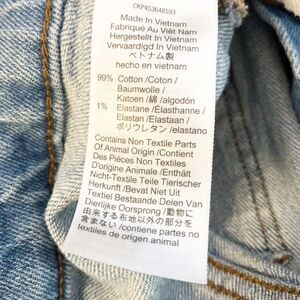 CKP453648593
Made In Vietnam
Fabriqué Au Viêt Nam
Hergestellt In Vietnam
Vervaardigd In Vietnam
ベトナム製
hecho en vietnam
99% Cotton /Coton /
Baumwolle /
Katoen /綿 /algodón
1% Elastane /Élasthanne /
Elastan /Elastaan /
ポリウレタン /elastano
Contains Non Textile Parts
Of Animal Origin /Contient
Des Pièces Non Textiles
D'origine Animale /Enthält
Nicht-Textile Teile Tierischer
Herkunft /Bevat Niet Uit
Textiel Bestaande Delen Van
Dierlijke Oorsprong /動物に
由来する布地以外の部分を
含まない /contiene partes no
textiles de origen animal